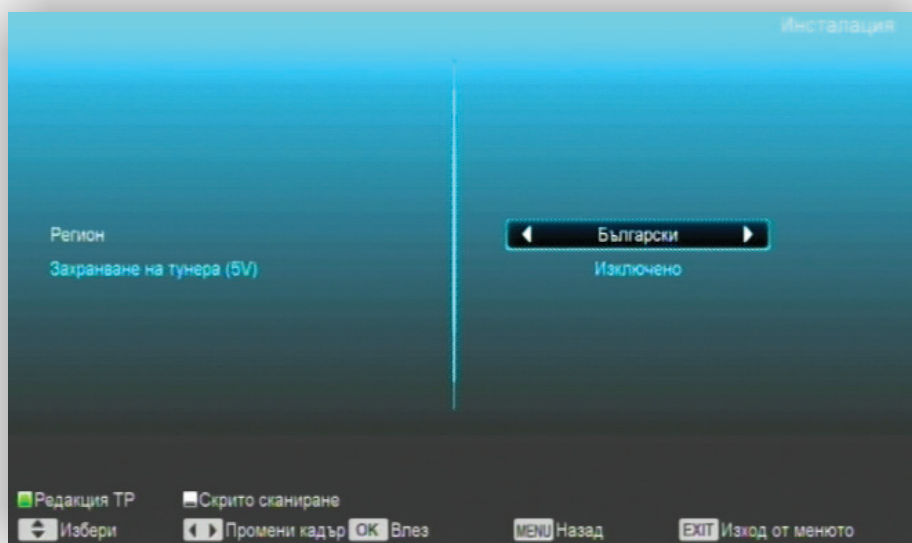 Инсталация
Регион Български
Захранване на тунера (5V) Изключено
Редакция ТР Скрито сканиране
Избери Промени кадър OK Влез MENU Назад EXIT Изход от менюто